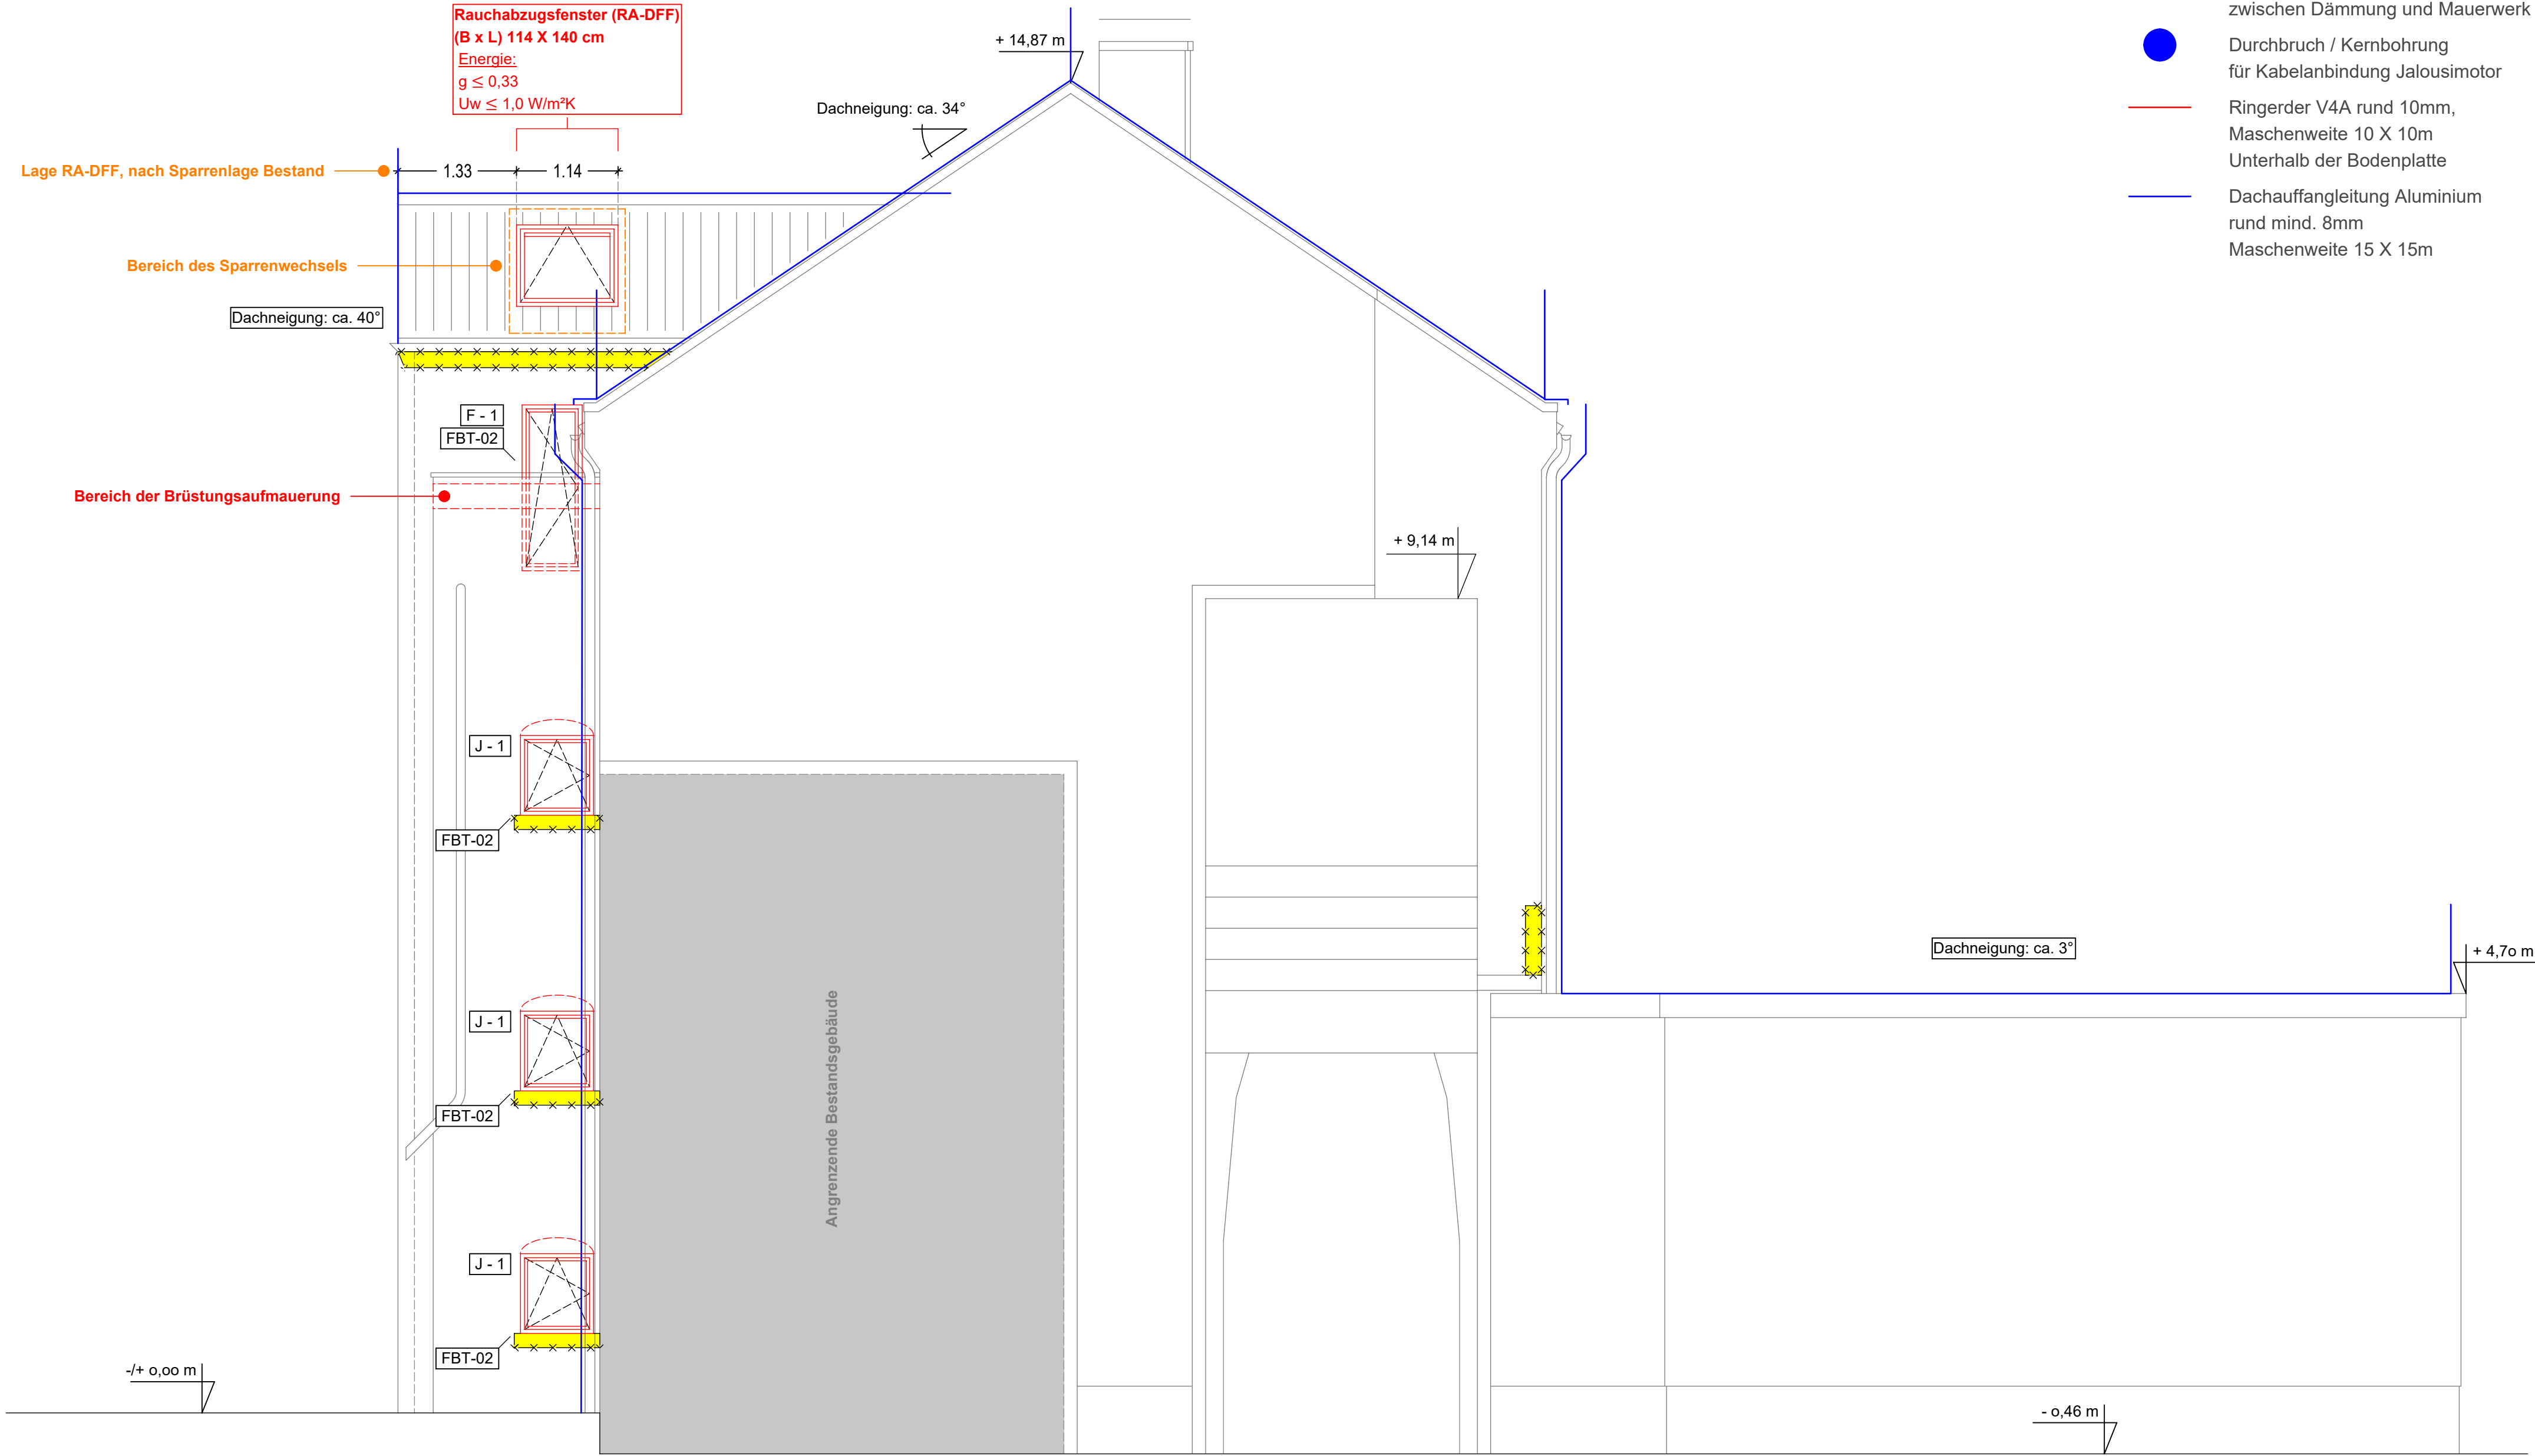 Rauchabzugsfenster (RA-DFF)
(B x L) 114 X 140 cm
Energie:
g ≤ 0,33
Uw ≤ 1,0 W/m²K
+ 14,87 m
Dachneigung: ca. 34°
zwischen Dämmung und Mauerwerk
Durchbruch / Kernbohrung
für Kabelanbindung Jalousimotor
Ringerder V4A rund 10mm,
Maschenweite 10 X 10m
Unterhalb der Bodenplatte
Dachauffangleitung Aluminium
rund mind. 8mm
Maschenweite 15 X 15m
Lage RA-DFF, nach Sparrenlage Bestand
1.33
1.14
Bereich des Sparrenwechsels
Dachneigung: ca. 40°
F - 1
FBT-02
Bereich der Brüstungsaufmauerung
+ 9,14 m
J - 1
FBT-02
Dachneigung: ca. 3°
+ 4,7o m
Angrenzende Bestandsgebäude
J - 1
FBT-02
J - 1
FBT-02
-/+ o,oo m
- o,46 m